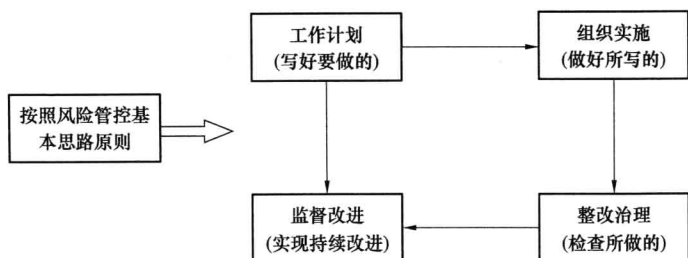 工作计划
(写好要做的)
组织实施
(做好所写的)
按照风险管控基
本思路原则
监督改进
(实现持续改进)
整改治理
(检查所做的)